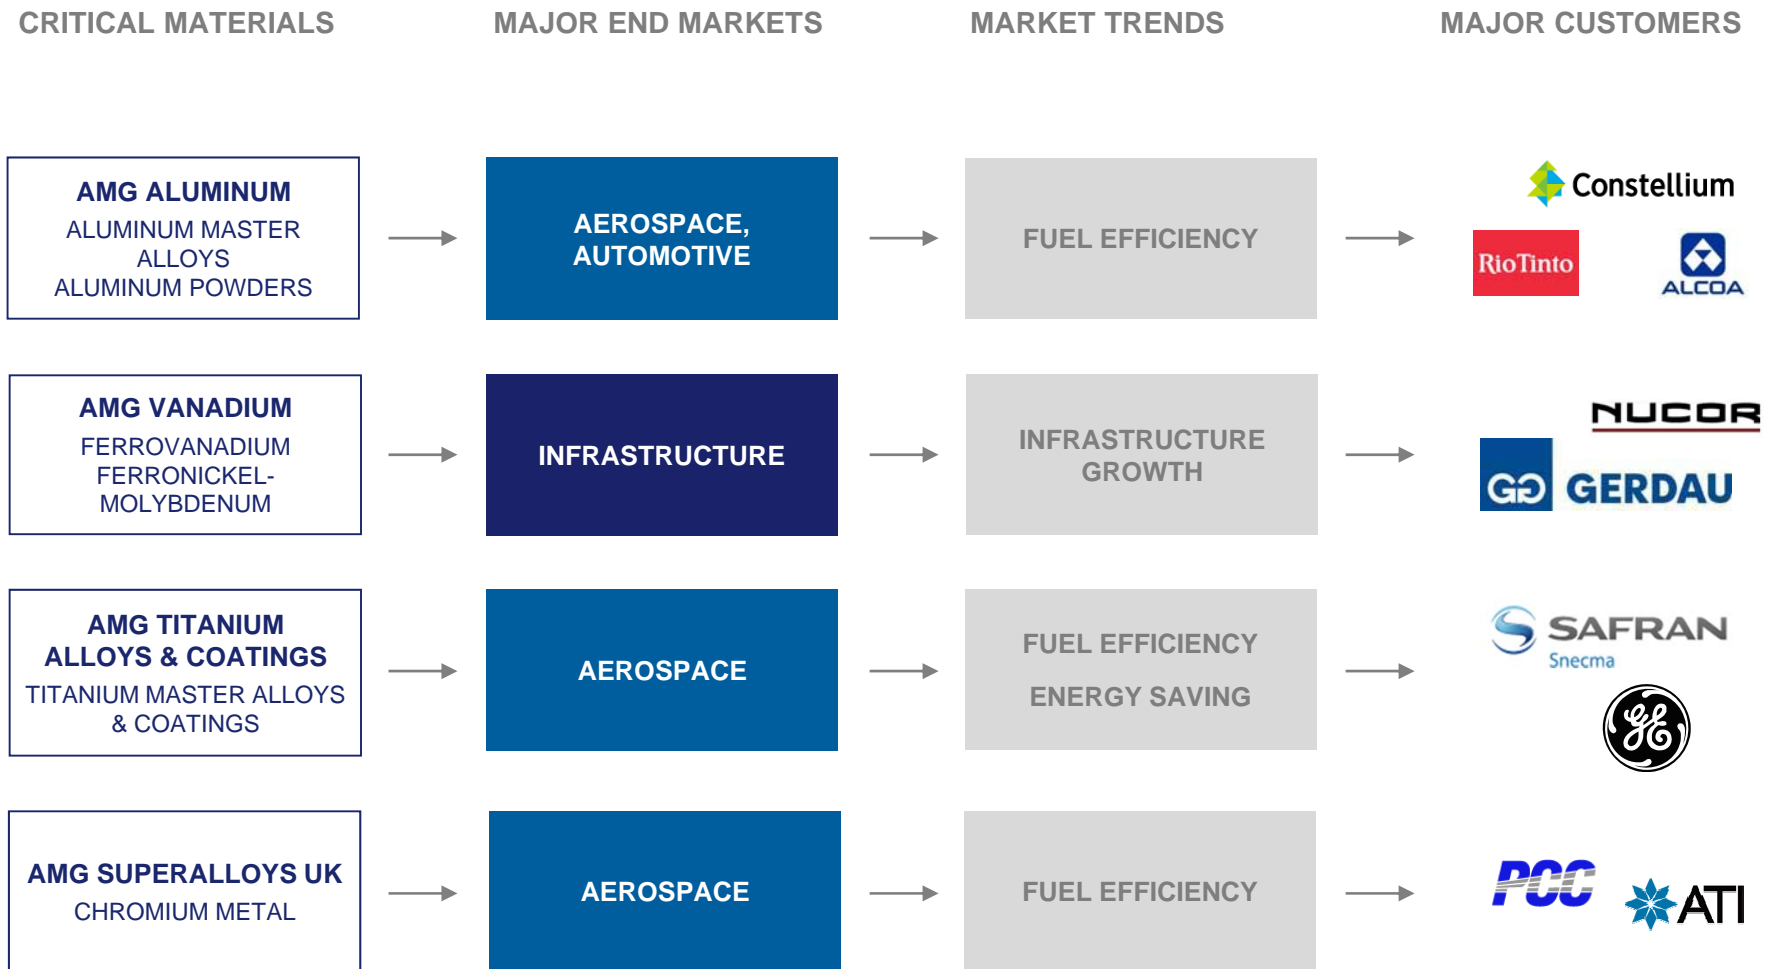 CRITICAL MATERIALS
MAJOR END MARKETS
MARKET TRENDS
MAJOR CUSTOMERS
AMG ALUMINUM
ALUMINUM MASTER
ALLOYS
ALUMINUM POWDERS
AEROSPACE,
AUTOMOTIVE
FUEL EFFICIENCY
Constellium
RioTinto
ALCOA
AMG VANADIUM
FERROVANADIUM
FERRONICKEL-
MOLYBDENUM
INFRASTRUCTURE
INFRASTRUCTURE
GROWTH
NUCOR
GERDAU
AMG TITANIUM
ALLOYS & COATINGS
TITANIUM MASTER ALLOYS
& COATINGS
AEROSPACE
FUEL EFFICIENCY
ENERGY SAVING
SAFRAN
Snecma
GE
AMG SUPERALLOYS UK
CHROMIUM METAL
AEROSPACE
FUEL EFFICIENCY
PCC
ATI